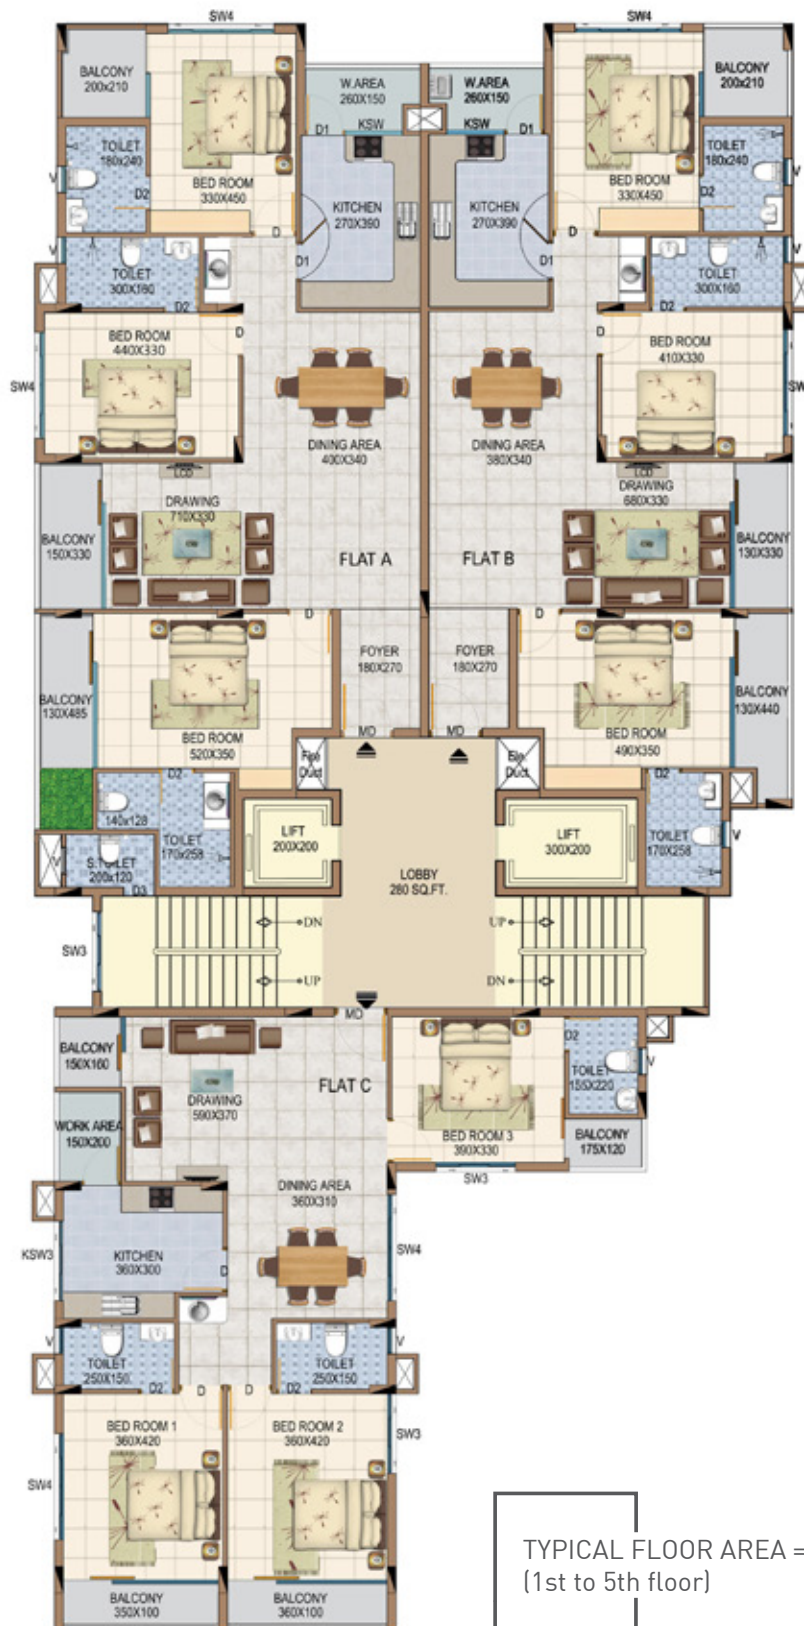 SW4
SW4
BALCONY
200x210
W.AREA
260X150
W.AREA
260X150
BALCONY
200x210
D
D1
KSW
KSW
D1
D
TOILET
180x240
TOILET
180x240
V
D2
BED ROOM
330X450
KITCHEN
270X390
KITCHEN
270X390
BED ROOM
330X450
D2
V
D
D
V
D1
D1
V
TOILET
300X160
TOILET
300X160
D2
D2
BED ROOM
440X330
D
D
BED ROOM
410X330
SW4
SW
DINING AREA
400X340
DINING AREA
380X340
LCD
LCD
DRAWING
710X330
DRAWING
680X330
BALCONY
150X330
FLAT A
FLAT B
BALCONY
130X330
D
D
FOYER
180X270
FOYER
180X270
BALCONY
130X485
BALCONY
130X440
BED ROOM
520X350
MD
MD
BED ROOM
490X350
Fire
Duct
Ele.
Duct
D2
D2
140x128
TOILET
170x258
LIFT
200X200
LIFT
300X200
TOILET
170X258
V
V
S.TOILET
200x120
D3
LOBBY
280 SQ.FT.
DN
UP
SW3
UP
DN
MD
BALCONY
150X160
FLAT C
D2
TOILET
155X220
V
DRAWING
590X370
WORK AREA
150X200
BED ROOM 3
390X330
BALCONY
175X120
SW3
DINING AREA
360X310
KSW3
KITCHEN
360X300
D
SW4
V
V
TOILET
250X150
TOILET
250X150
D2
D
D
D2
BED ROOM 1
360X420
BED ROOM 2
360X420
SW3
SW4
BALCONY
350X100
BALCONY
360X100
TYPICAL FLOOR AREA =
(1st to 5th floor)